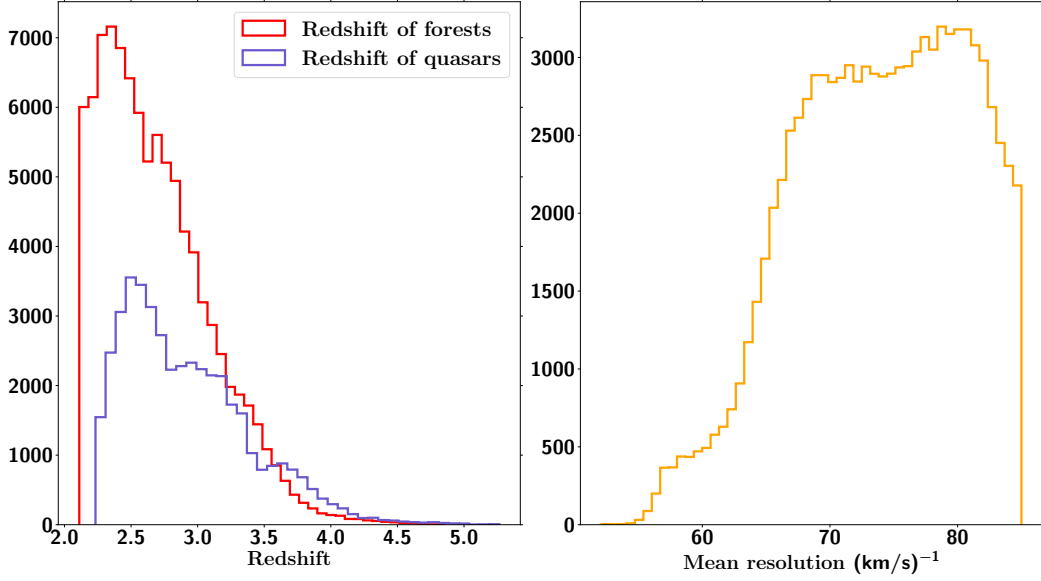 7000
6000
5000
4000
3000
2000
1000
0
2.0 2.5 3.0 3.5 4.0 4.5 5.0
Redshift
Redshift of forests
Redshift of quasars
3000
2500
2000
1500
1000
500
0
60 70 80
Mean resolution (km/s)⁻¹